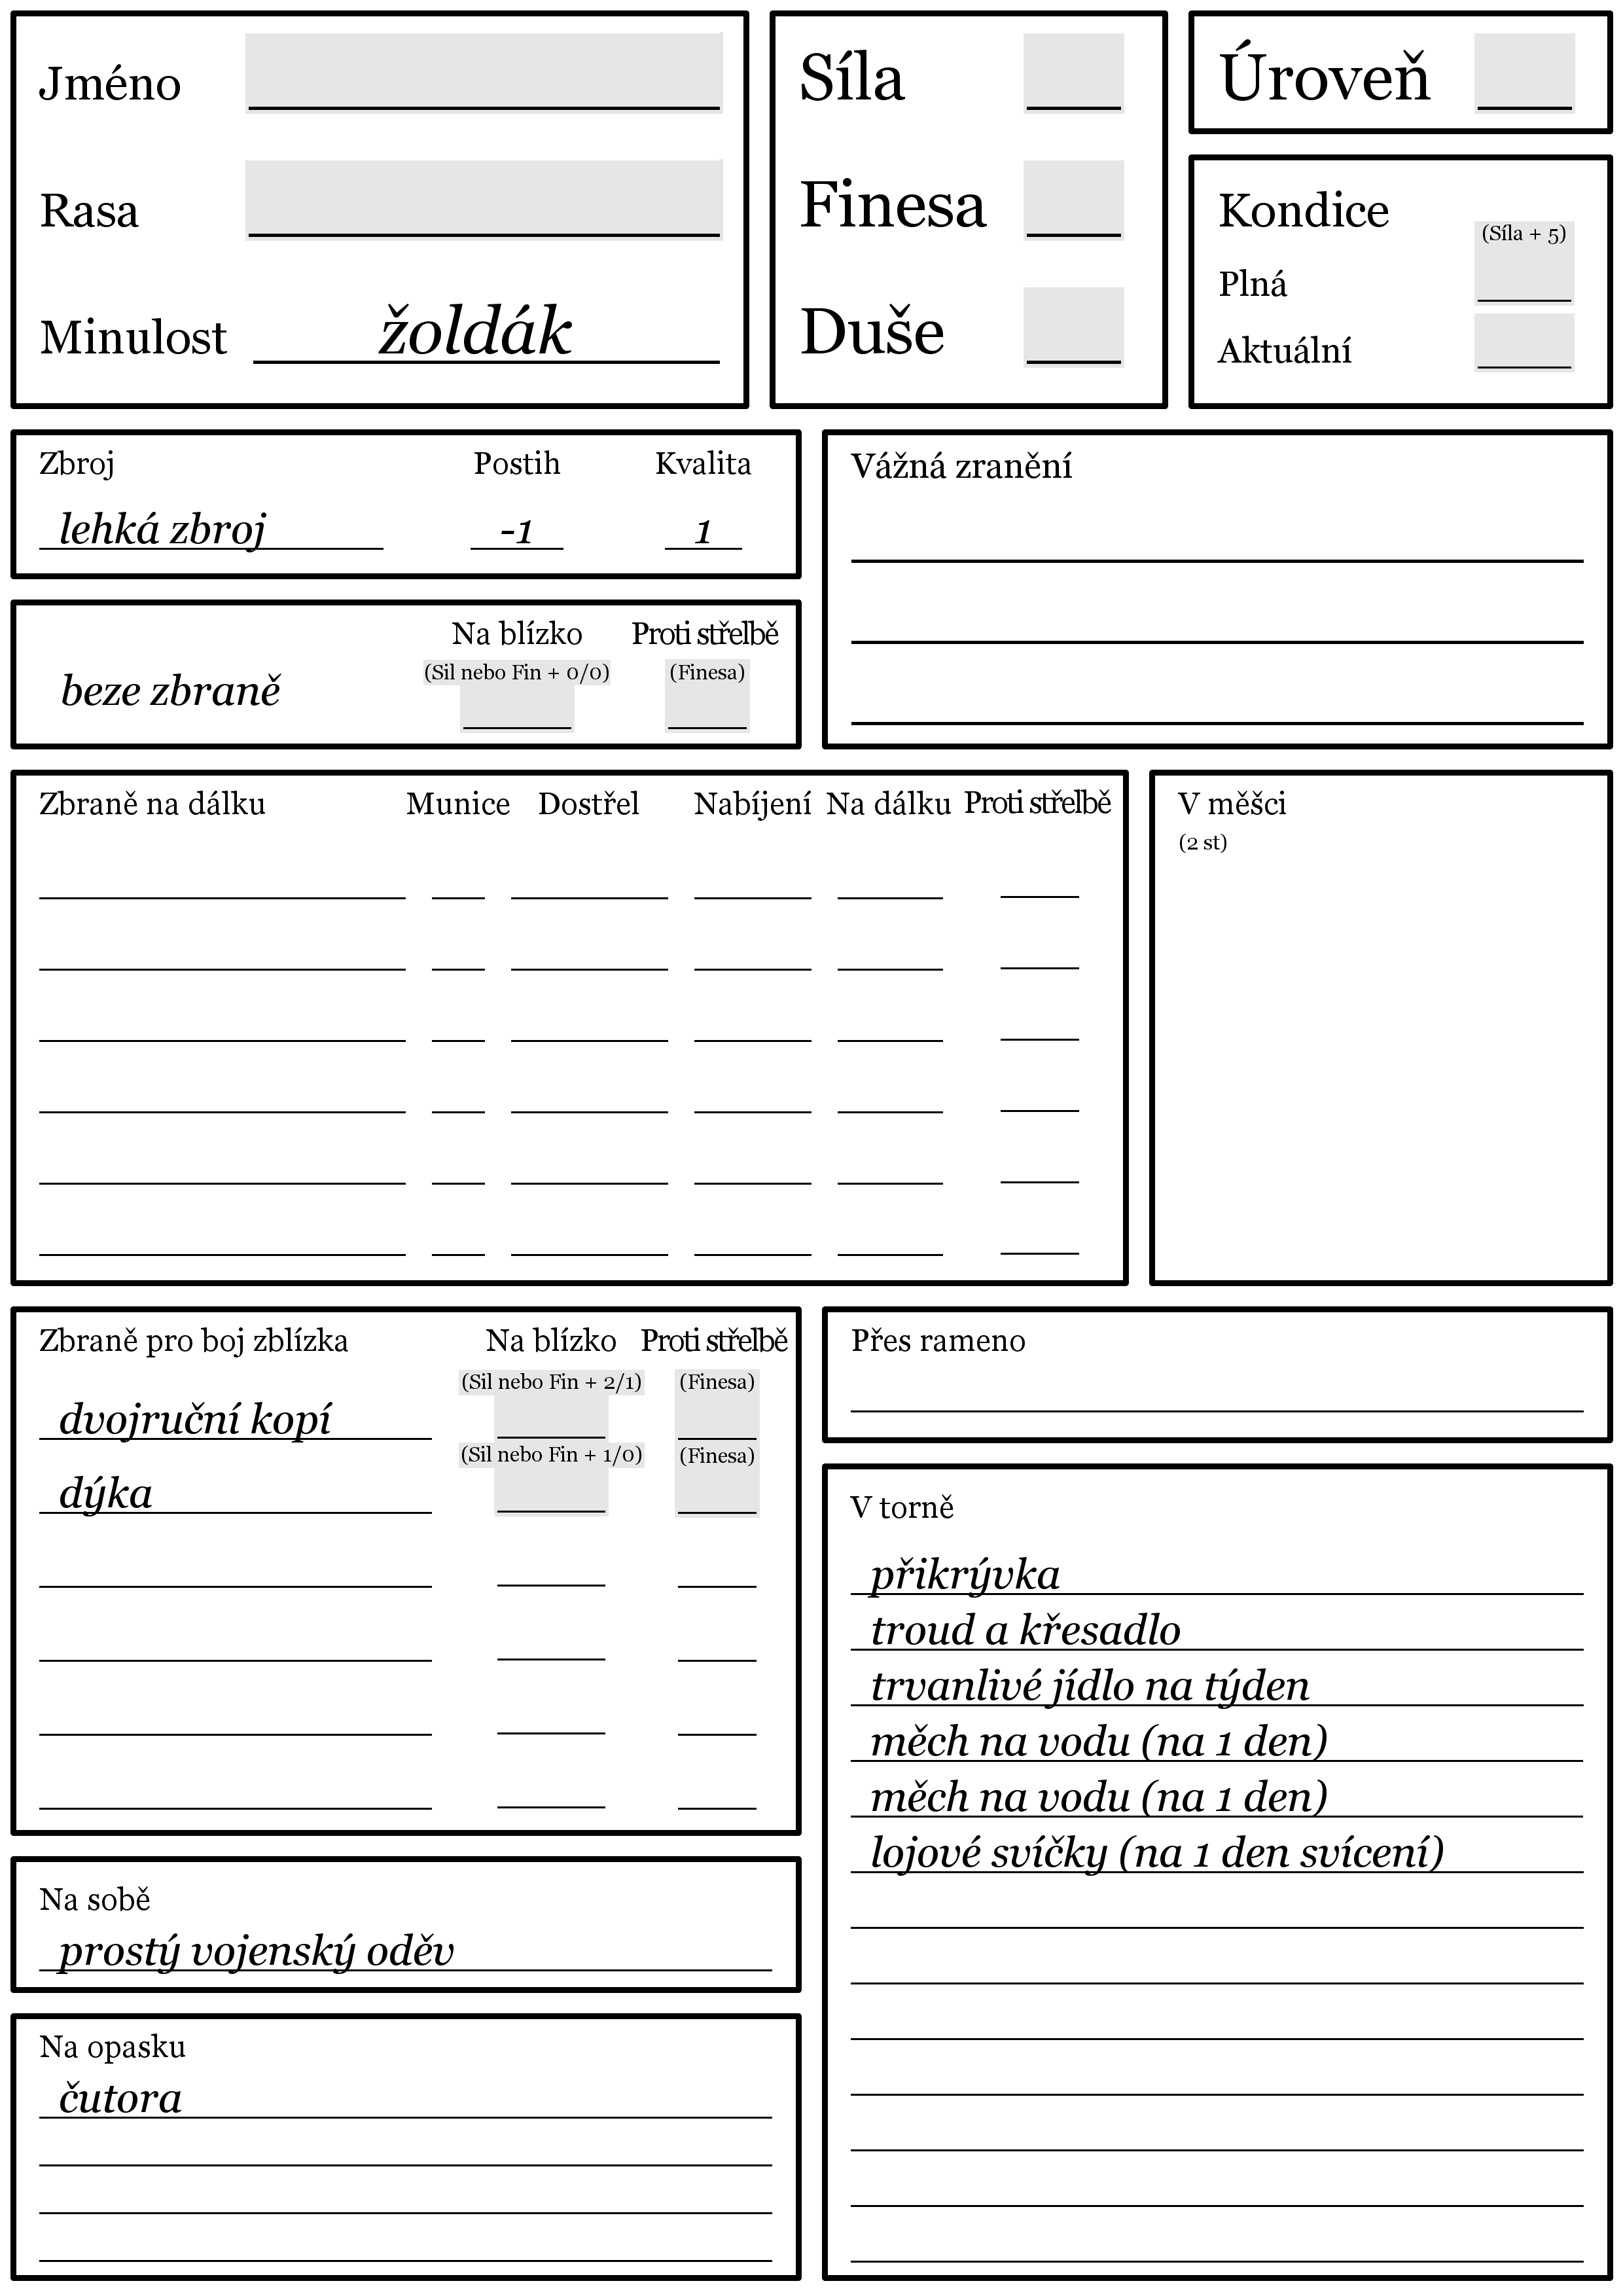 Jméno
Rasa
Minulost žoldák
Síla
Finesa
Duše
Úroveň
Kondice
(Síla + 5)
Plná
Aktuální
Zbroj Postih Kvalita
lehká zbroj -1 1
Vážná zranění
Na blízko Proti střelbě
(Sil nebo Fin + 0/0) (Finesa)
beze zbraně
Zbraně na dálku Munice Dostřel Nabíjení Na dálku Proti střelbě
V měšci
(2 st)
Zbraně pro boj zblízka Na blízko Proti střelbě
(Sil nebo Fin + 2/1) (Finesa)
dvojruční kopí
(Sil nebo Fin + 1/0) (Finesa)
dýka
Přes rameno
V torně
přikrývka
troud a křesadlo
trvanlivé jídlo na týden
měch na vodu (na 1 den)
měch na vodu (na 1 den)
lojové svíčky (na 1 den svícení)
Na sobě
prostý vojenský oděv
Na opasku
čutora